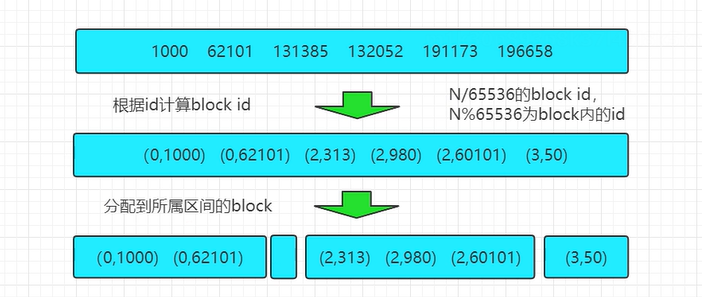 1000 62101 131385 132052 191173 196658
根据id计算block id
N/65536的block id，
N%65536为block内的id
(0,1000) (0,62101) (2,313) (2,980) (2,60101) (3,50)
分配到所属区间的block
(0,1000) (0,62101) (2,313) (2,980) (2,60101) (3,50)